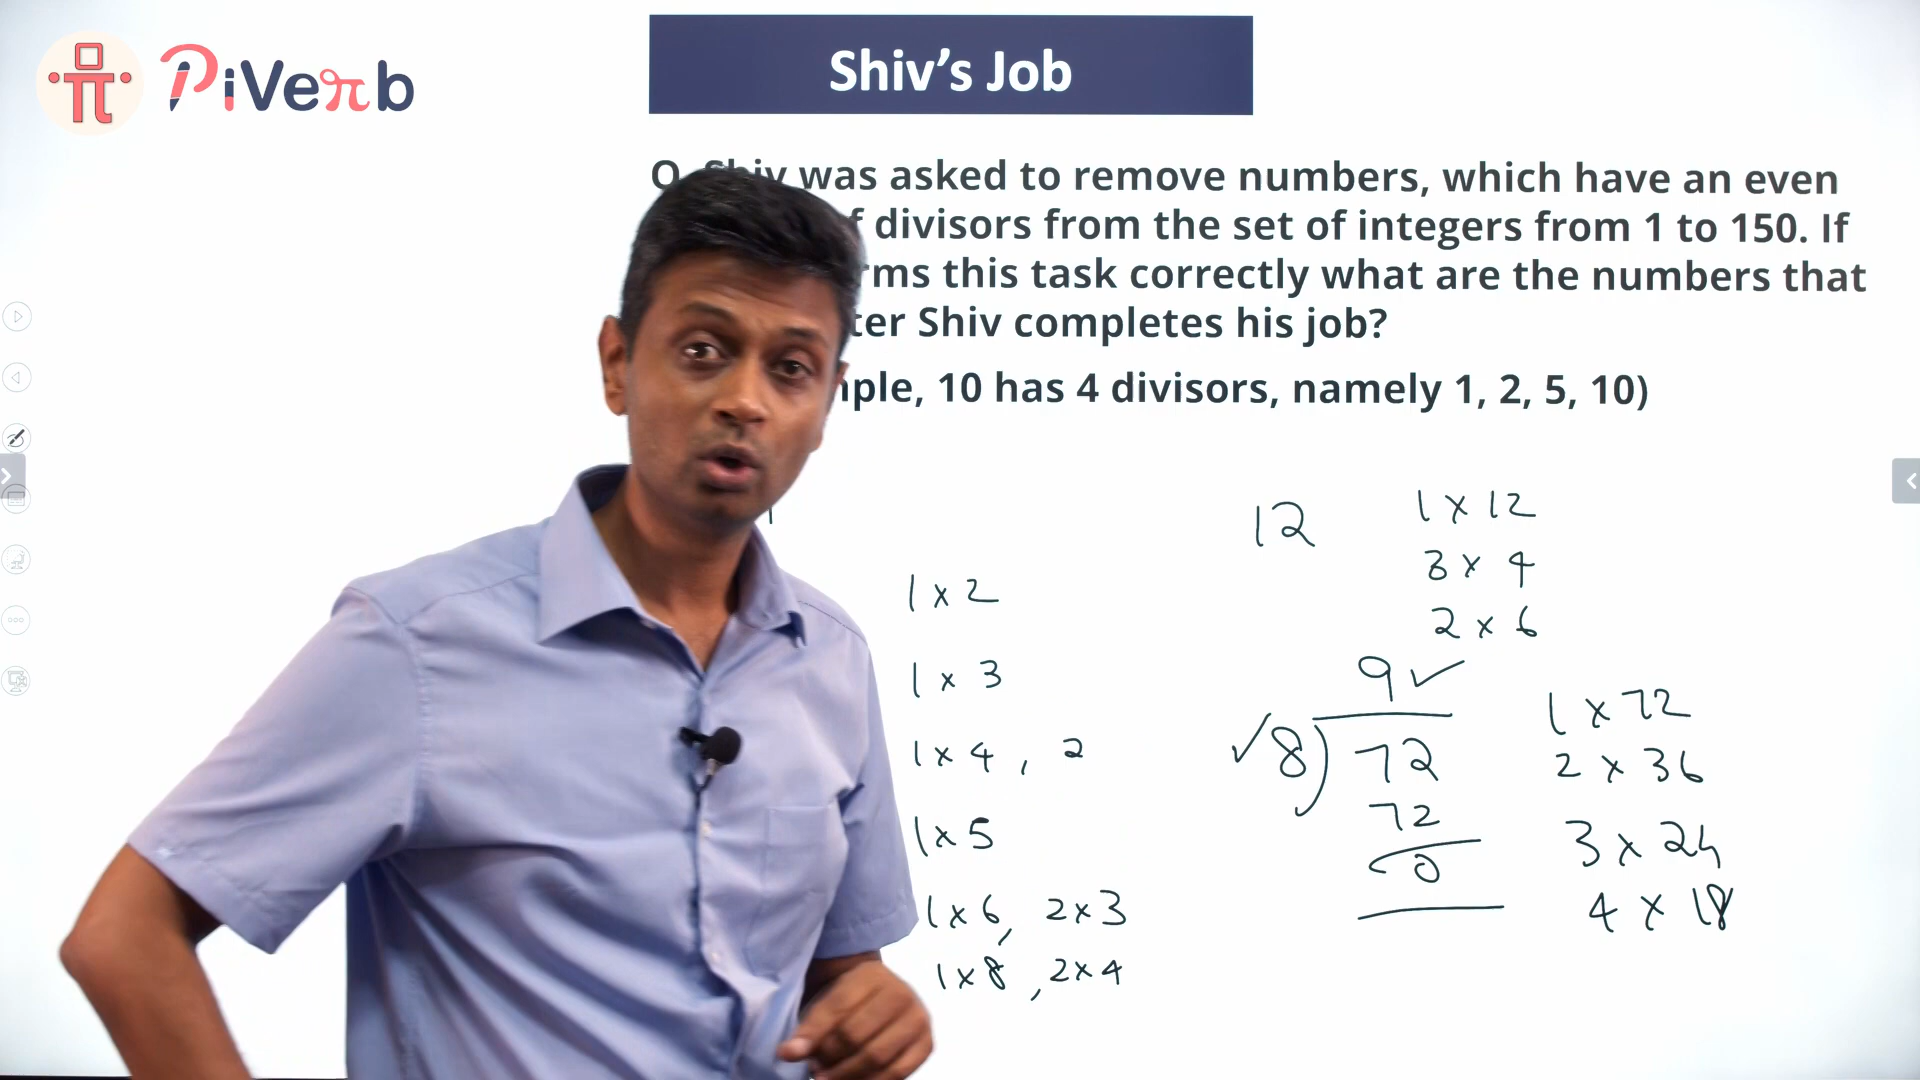 PiVeπb
Shiv's Job
Q. Shiv was asked to remove numbers, which have an even
f divisors from the set of integers from 1 to 150. If
rms this task correctly what are the numbers that
ter Shiv completes his job?
mple, 10 has 4 divisors, namely 1, 2, 5, 10)
12
1 x 12
3 x 4
2 x 6
1 x 2
1 x 3
1 x 4 , 2
1 x 5
1 x 6, 2 x 3
1 x 8 , 2 x 4
9
8) 72
72
0
1 x 72
2 x 36
3 x 24
4 x 18